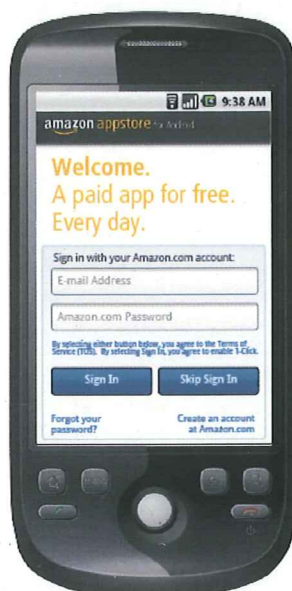 9:38 AM
amazon appstore for Android
Welcome.
A paid app for free.
Every day.
Sign in with your Amazon.com account:
E-mail Address
Amazon.com Password
By selecting either button below, you agree to the Terms of
Service (TOS). By selecting Sign In, you agree to enable 1-Click.
Sign In Skip Sign In
Forgot your Create an account
password? at Amazon.com